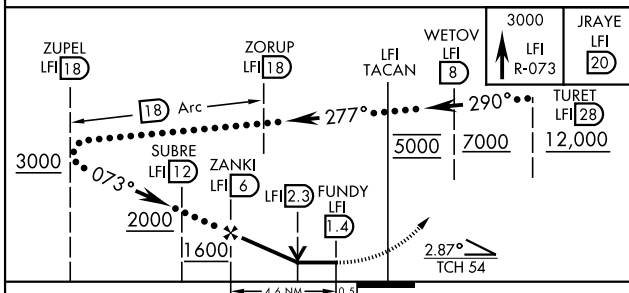 3000
LFI
R-073
JRAYE
LFI
20
ZUPEL
LFI 18
ZORUP
LFI 18
LFI
TACAN
WETOV
LFI
8
18 Arc
277°
290°
TURET
LFI 28
3000
5000
7000
12,000
073°
SUBRE
LFI 12
ZANKI
LFI 6
LFI 2.3
FUNDY
LFI
1.4
2000
1600
2.87°
TCH 54
4.6 NM
0.5